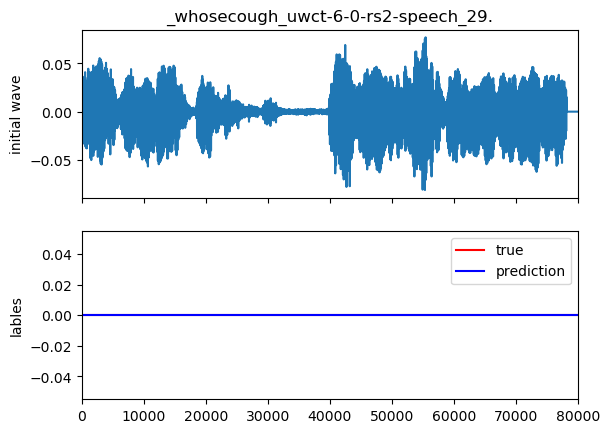 _whosecough_uwct-6-0-rs2-speech_29.
initial wave
0.05
0.00
−0.05
lables
0.04
0.02
0.00
−0.02
−0.04
true
prediction
0 10000 20000 30000 40000 50000 60000 70000 80000